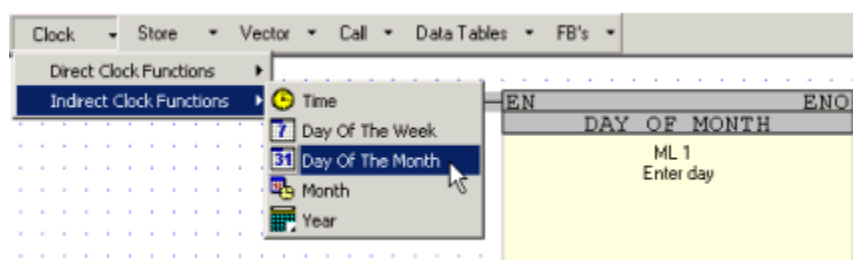 Clock Store Vector Call Data Tables FB's
Direct Clock Functions
Indirect Clock Functions
Time
7 Day Of The Week
31 Day Of The Month
Month
Year
EN ENO
DAY OF MONTH
ML 1
Enter day